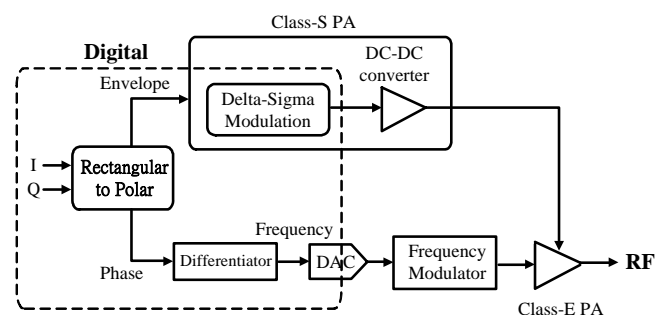 Class-S PA
Digital
DC-DC
converter
Envelope
Delta-Sigma
Modulation
I
Q
Rectangular
to Polar
Frequency
Phase
Differentiator
DAC
Frequency
Modulator
RF
Class-E PA